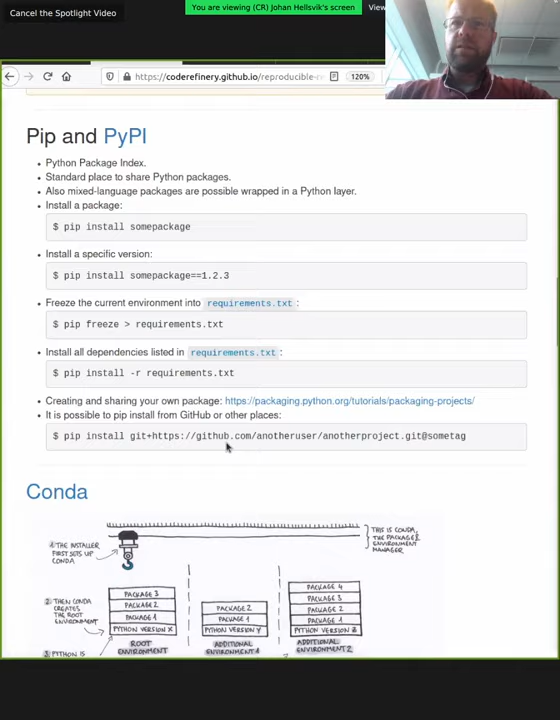 Cancel the Spotlight Video
You are viewing (CR) Johan Hellsvik's screen
View
https://coderefinery.github.io/reproducible-r
120%
Pip and PyPI
Python Package Index.
Standard place to share Python packages.
Also mixed-language packages are possible wrapped in a Python layer.
Install a package:
$ pip install somepackage
Install a specific version:
$ pip install somepackage==1.2.3
Freeze the current environment into requirements.txt :
$ pip freeze > requirements.txt
Install all dependencies listed in requirements.txt :
$ pip install -r requirements.txt
Creating and sharing your own package: https://packaging.python.org/tutorials/packaging-projects/
It is possible to pip install from GitHub or other places:
$ pip install git+https://github.com/anotheruser/anotherproject.git@sometag
Conda
① THE INSTALLER
FIRST SETS UP
CONDA
THIS IS CONDA,
THE PACKAGE &
ENVIRONMENT
MANAGER
② THEN CONDA
CREATES
THE ROOT
ENVIRONMENT
PACKAGE 3
PACKAGE 2
PACKAGE 1
PYTHON VERSION X
ROOT
ENVIRONMENT
PACKAGE 2
PACKAGE 1
PYTHON VERSION Y
ADDITIONAL
ENVIRONMENT 1
PACKAGE 4
PACKAGE 3
PACKAGE 2
PACKAGE 1
PYTHON VERSION Z
ADDITIONAL
ENVIRONMENT 2
③ PYTHON IS